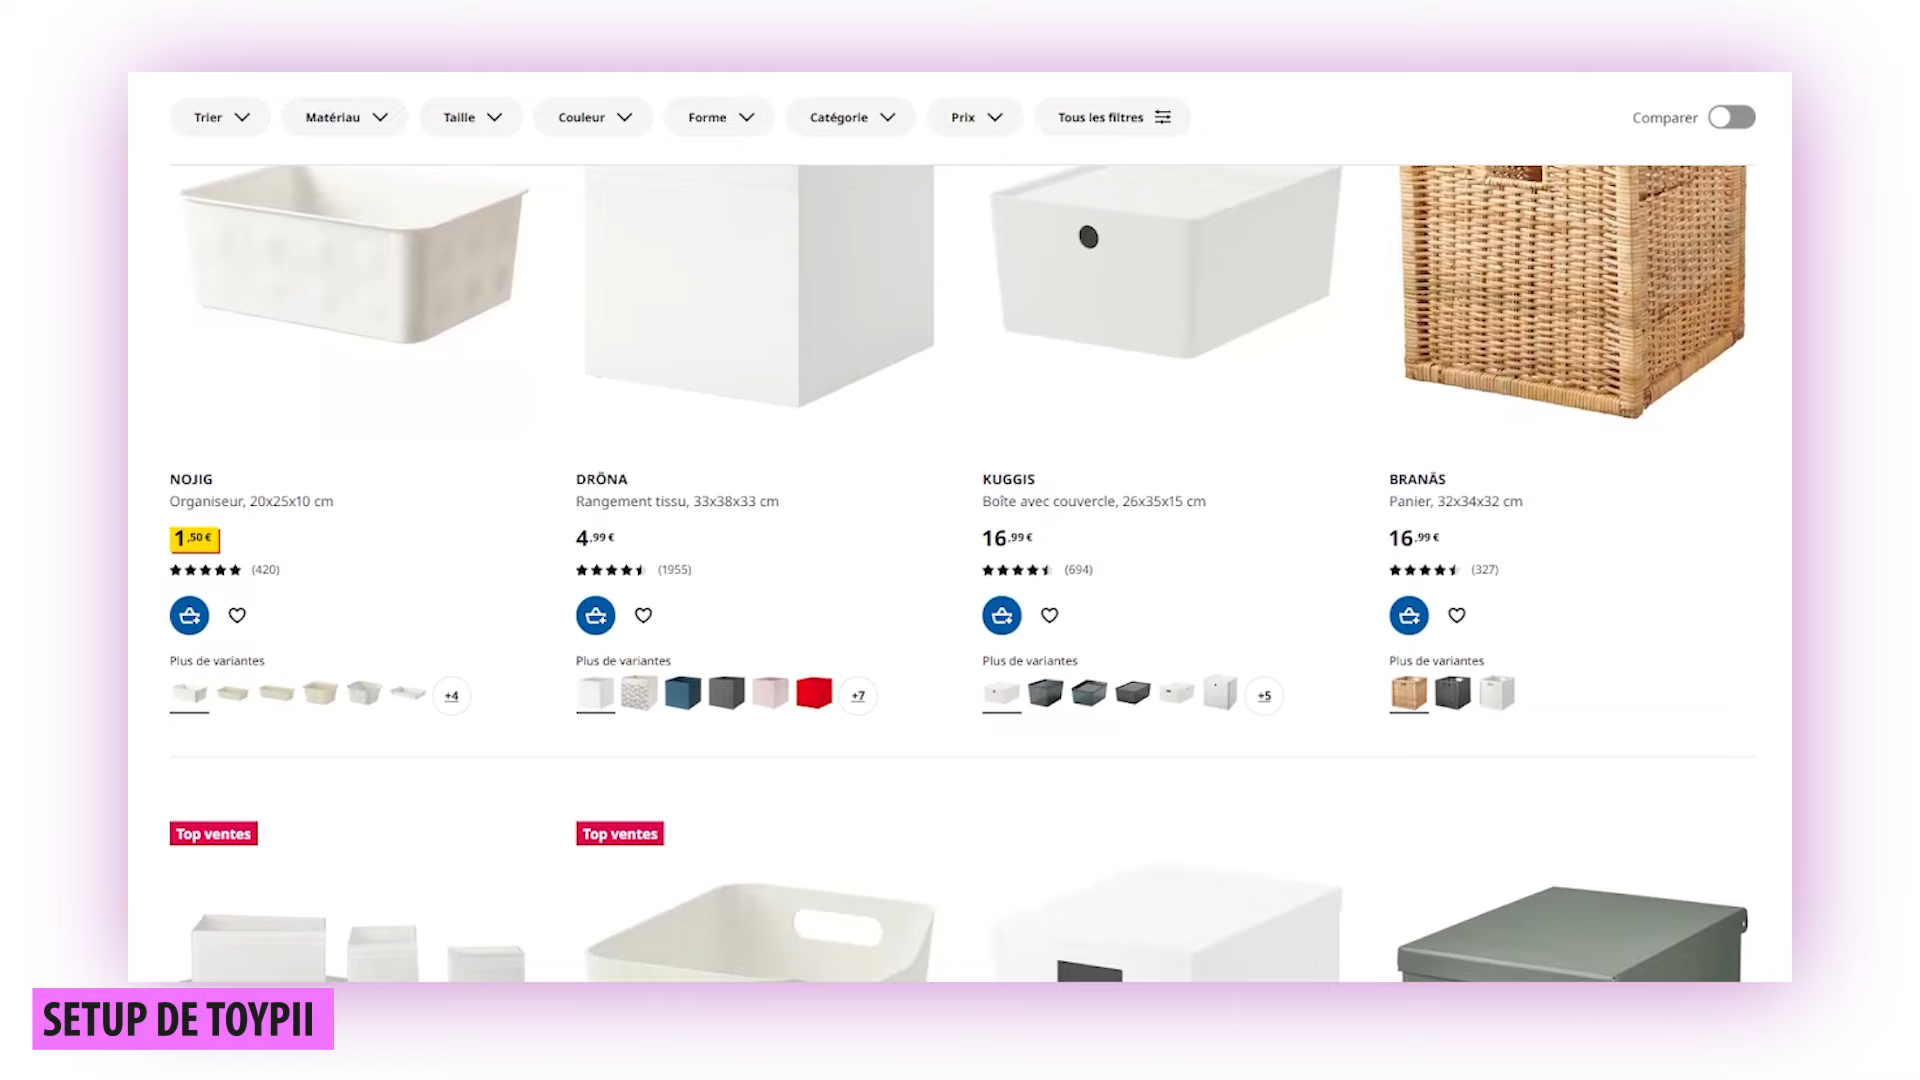 Trier
Matériau
Taille
Couleur
Forme
Catégorie
Prix
Tous les filtres
Comparer
NOJIG
Organiseur, 20x25x10 cm
1,50 €
(420)
Plus de variantes
+4
DRÖNA
Rangement tissu, 33x38x33 cm
4,99 €
(1955)
Plus de variantes
+7
KUGGIS
Boîte avec couvercle, 26x35x15 cm
16,99 €
(694)
Plus de variantes
+5
BRANÄS
Panier, 32x34x32 cm
16,99 €
(327)
Plus de variantes
Top ventes
Top ventes
SETUP DE TOYPII